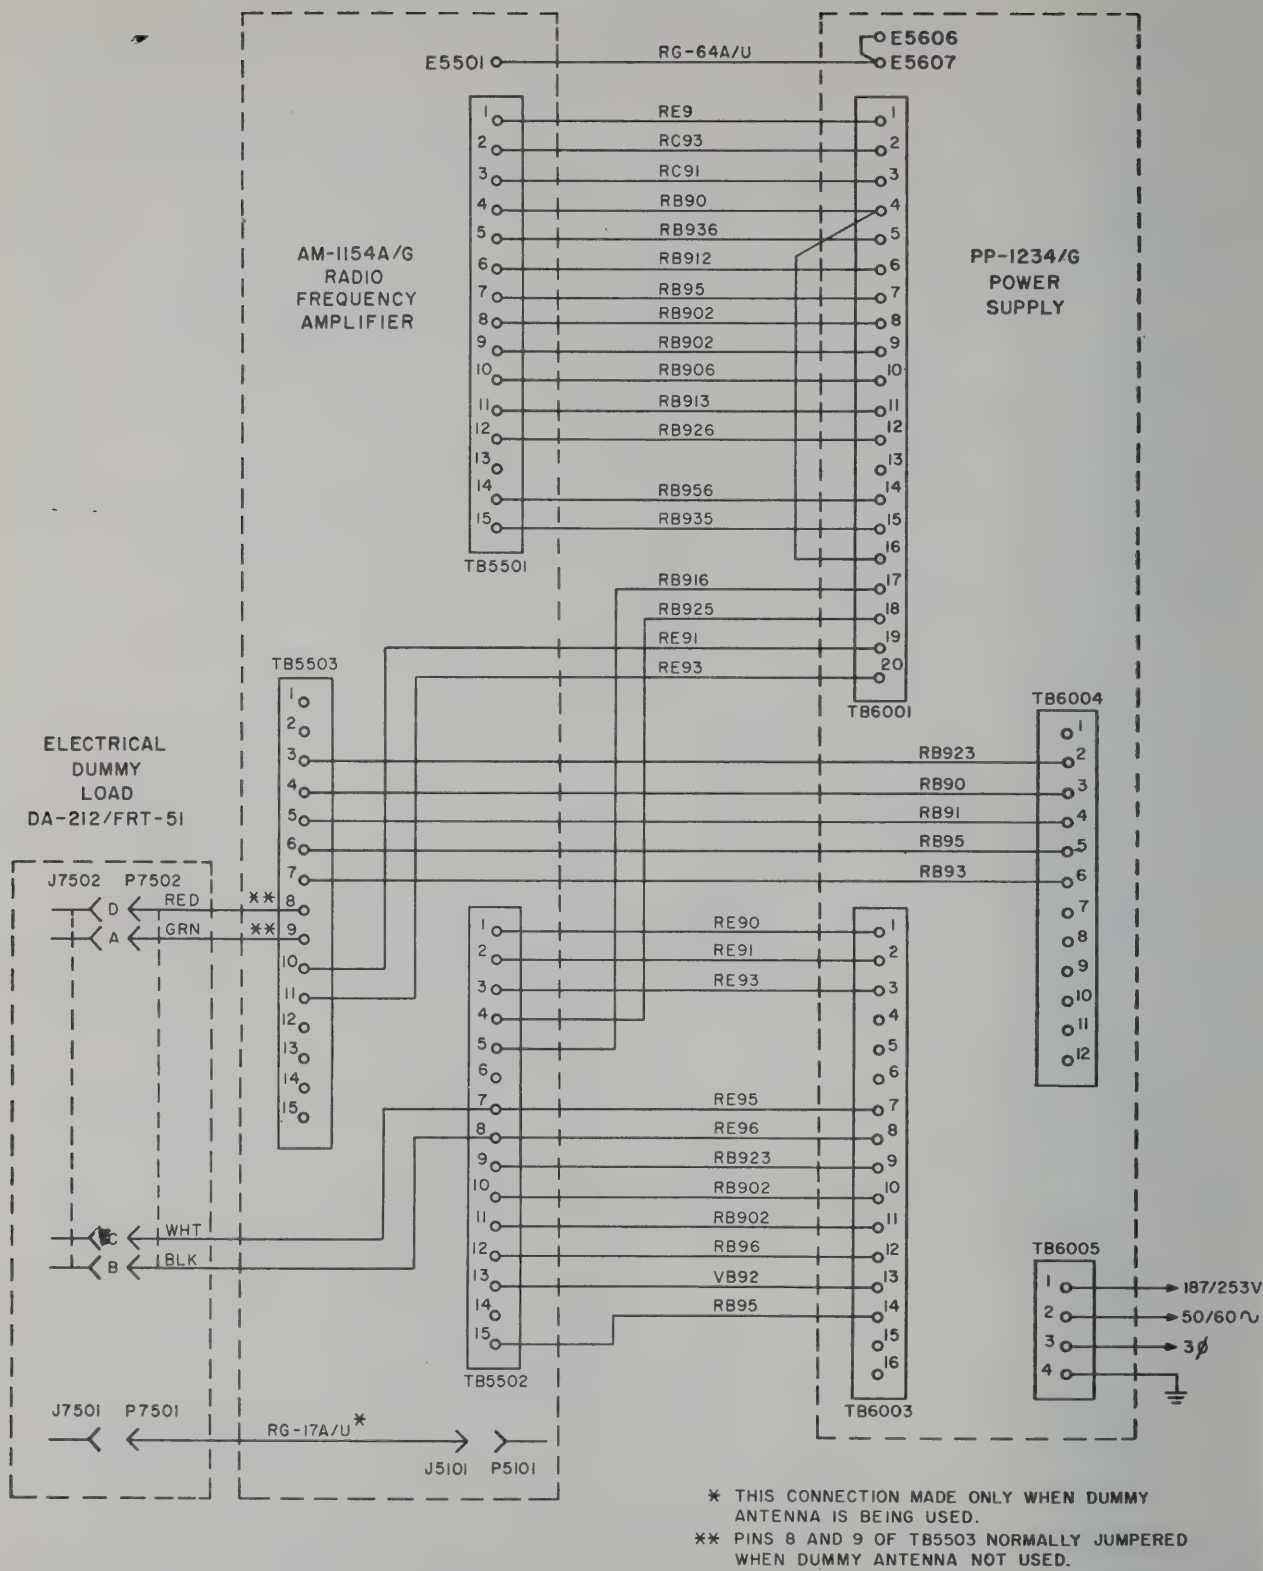 E5606
E5501 RG-64A/U E5607
1 RE9 1
2 RC93 2
3 RC91 3
4 RB90 4
5 RB936 5
6 RB912 6
7 RB95 7
8 RB902 8
9 RB902 9
10 RB906 10
11 RB913 11
12 RB926 12
13 13
14 RB956 14
15 RB935 15
16
TB5501
AM-1154A/G
RADIO
FREQUENCY
AMPLIFIER
PP-1234/G
POWER
SUPPLY
RB916 17
RB925 18
RE91 19
RE93 20
TB6001
TB5503
TB6004
1 1
2
3 RB923 2
4 RB90 3
5 RB91 4
6 RB95 5
7 RB93 6
8 7
9 8
10 9
11 10
12 11
13 12
14
15
ELECTRICAL
DUMMY
LOAD
DA-212/FRT-51
J7502 P7502
D RED ** 8
A GRN ** 9
C WHT
B BLK
1 RE90 1
2 RE91 2
3 RE93 3
4 4
5 5
6 6
7 RE95 7
8 RE96 8
9 RB923 9
10 RB902 10
11 RB902 11
12 RB96 12
13 VB92 13
14 RB95 14
15 15
16
TB5502
TB6003
TB6005
1 187/253V
2 50/60∿
3 3ø
4
J7501 P7501
RG-17A/U*
J5101 P5101
* THIS CONNECTION MADE ONLY WHEN DUMMY
ANTENNA IS BEING USED.
** PINS 8 AND 9 OF TB5503 NORMALLY JUMPERED
WHEN DUMMY ANTENNA NOT USED.